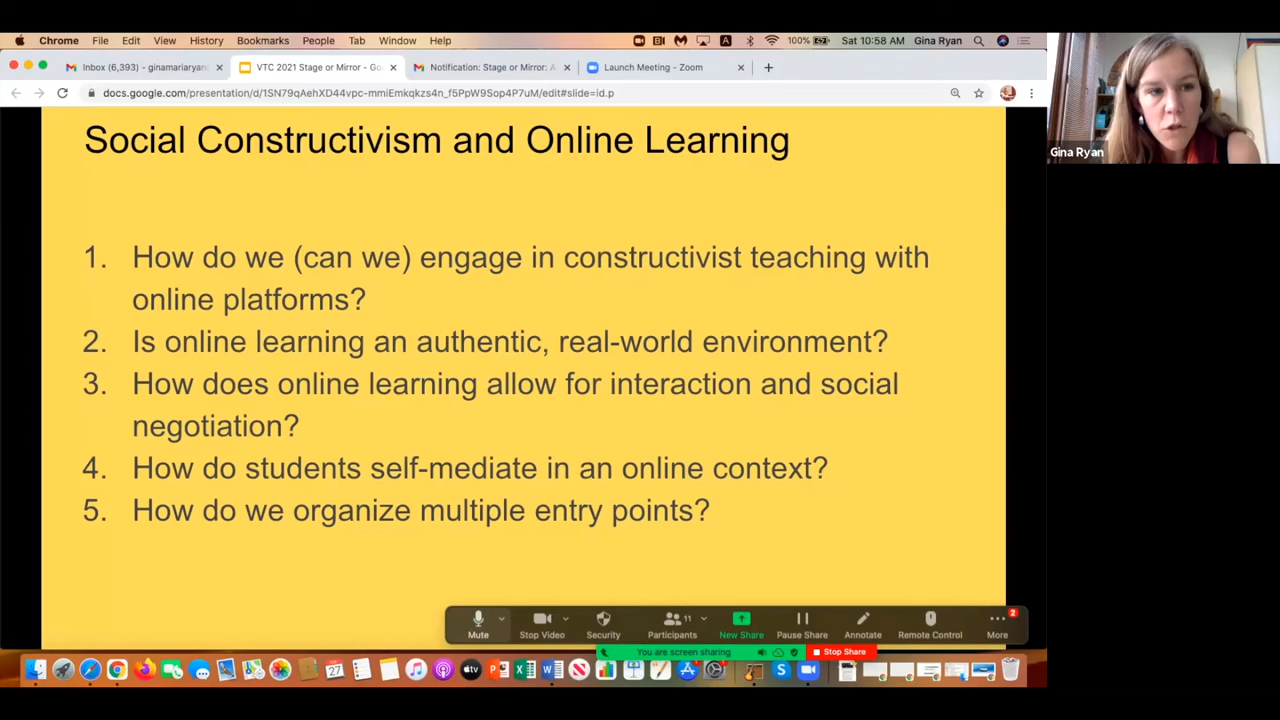 Chrome File Edit View History Bookmarks People Tab Window Help 100% Sat 10:58 AM Gina Ryan
Inbox (6,393) - ginamariaryan
VTC 2021 Stage or Mirror - Go
Notification: Stage or Mirror: A
Launch Meeting - Zoom
docs.google.com/presentation/d/1SN79qAehXD44vpc-mmiEmkqkzs4n_f5PpW9Sop4P7uM/edit#slide=id.p
Gina Ryan
Social Constructivism and Online Learning
1. How do we (can we) engage in constructivist teaching with
online platforms?
2. Is online learning an authentic, real-world environment?
3. How does online learning allow for interaction and social
negotiation?
4. How do students self-mediate in an online context?
5. How do we organize multiple entry points?
11
2
Mute Stop Video Security Participants New Share Pause Share Annotate Remote Control More
You are screen sharing Stop Share
27